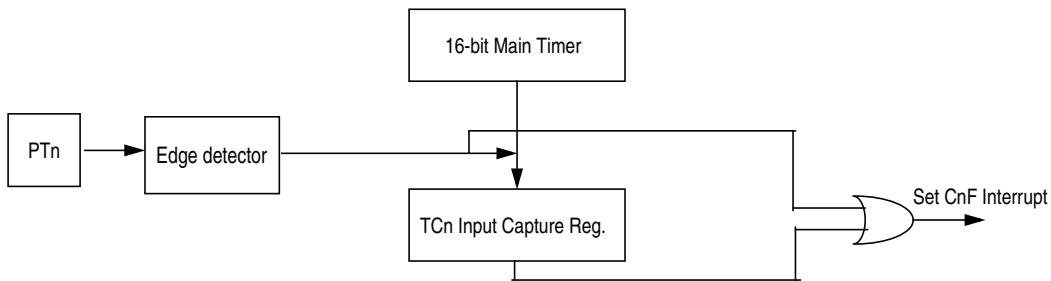 16-bit Main Timer
PTn
Edge detector
TCn Input Capture Reg.
Set CnF Interrupt